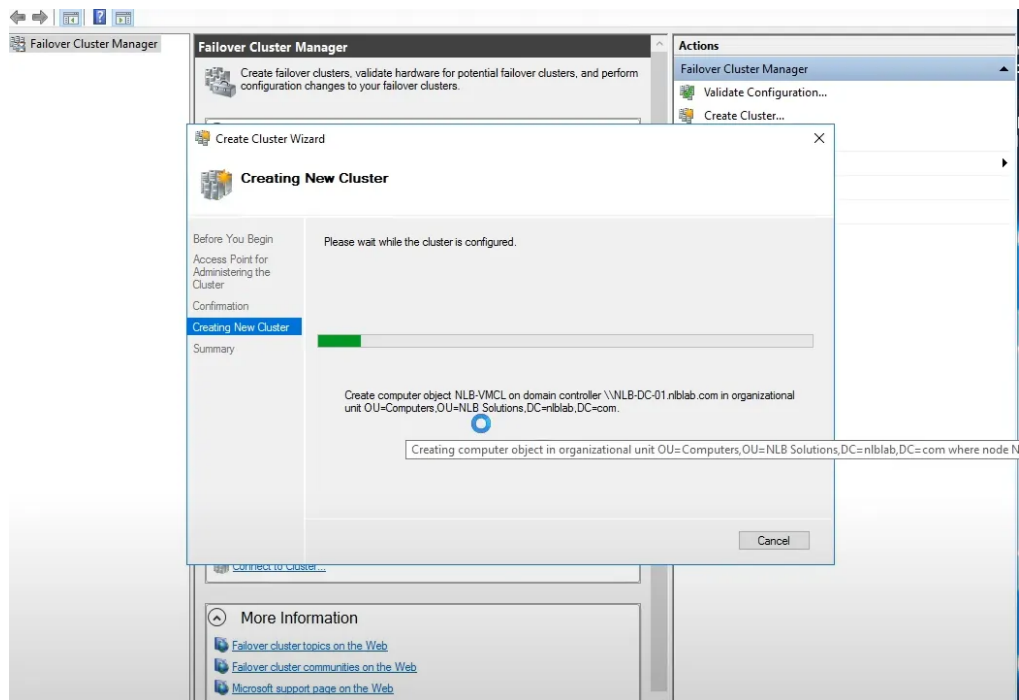 Failover Cluster Manager
Failover Cluster Manager
Create failover clusters, validate hardware for potential failover clusters, and perform
configuration changes to your failover clusters.
Actions
Failover Cluster Manager
Validate Configuration...
Create Cluster...
Create Cluster Wizard
Creating New Cluster
Before You Begin
Access Point for
Administering the
Cluster
Confirmation
Creating New Cluster
Summary
Please wait while the cluster is configured.
Create computer object NLB-VMCL on domain controller \\NLB-DC-01.nlblab.com in organizational
unit OU=Computers,OU=NLB Solutions,DC=nlblab,DC=com.
Creating computer object in organizational unit OU=Computers,OU=NLB Solutions,DC=nlblab,DC=com where node N
Cancel
Connect to Cluster...
More Information
Failover cluster topics on the Web
Failover cluster communities on the Web
Microsoft support page on the Web